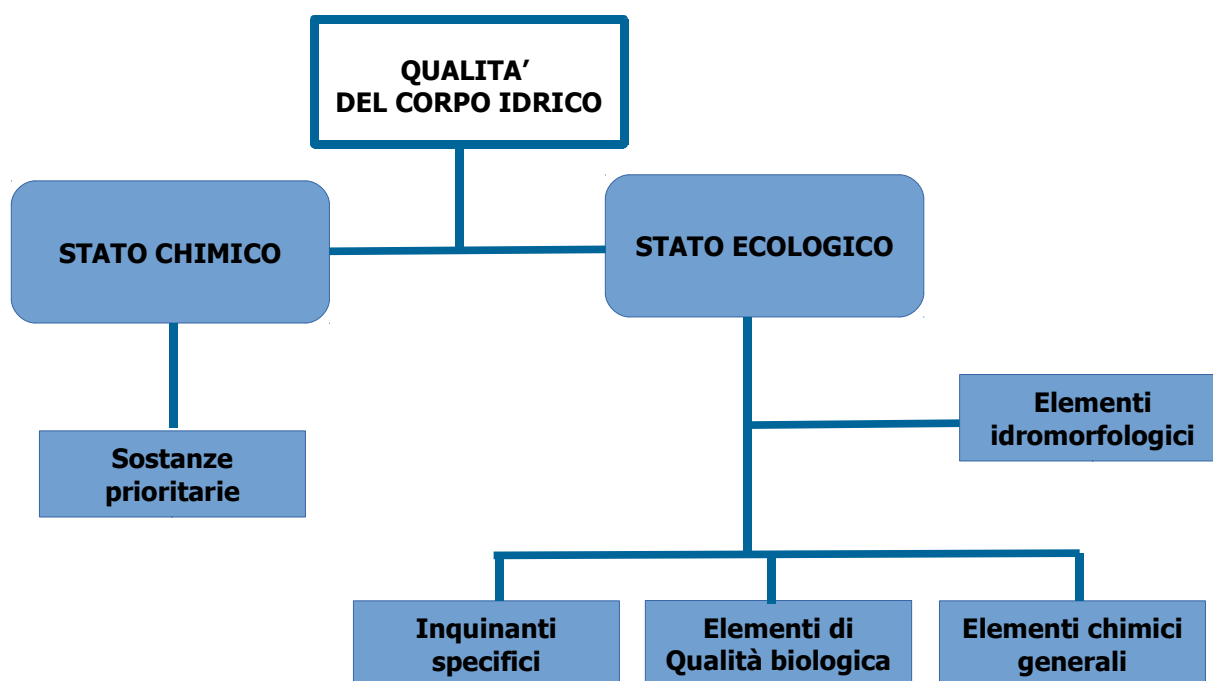 QUALITA’
DEL CORPO IDRICO
STATO CHIMICO
STATO ECOLOGICO
Elementi
idromorfologici
Sostanze
prioritarie
Inquinanti
specifici
Elementi di
Qualità biologica
Elementi chimici
generali